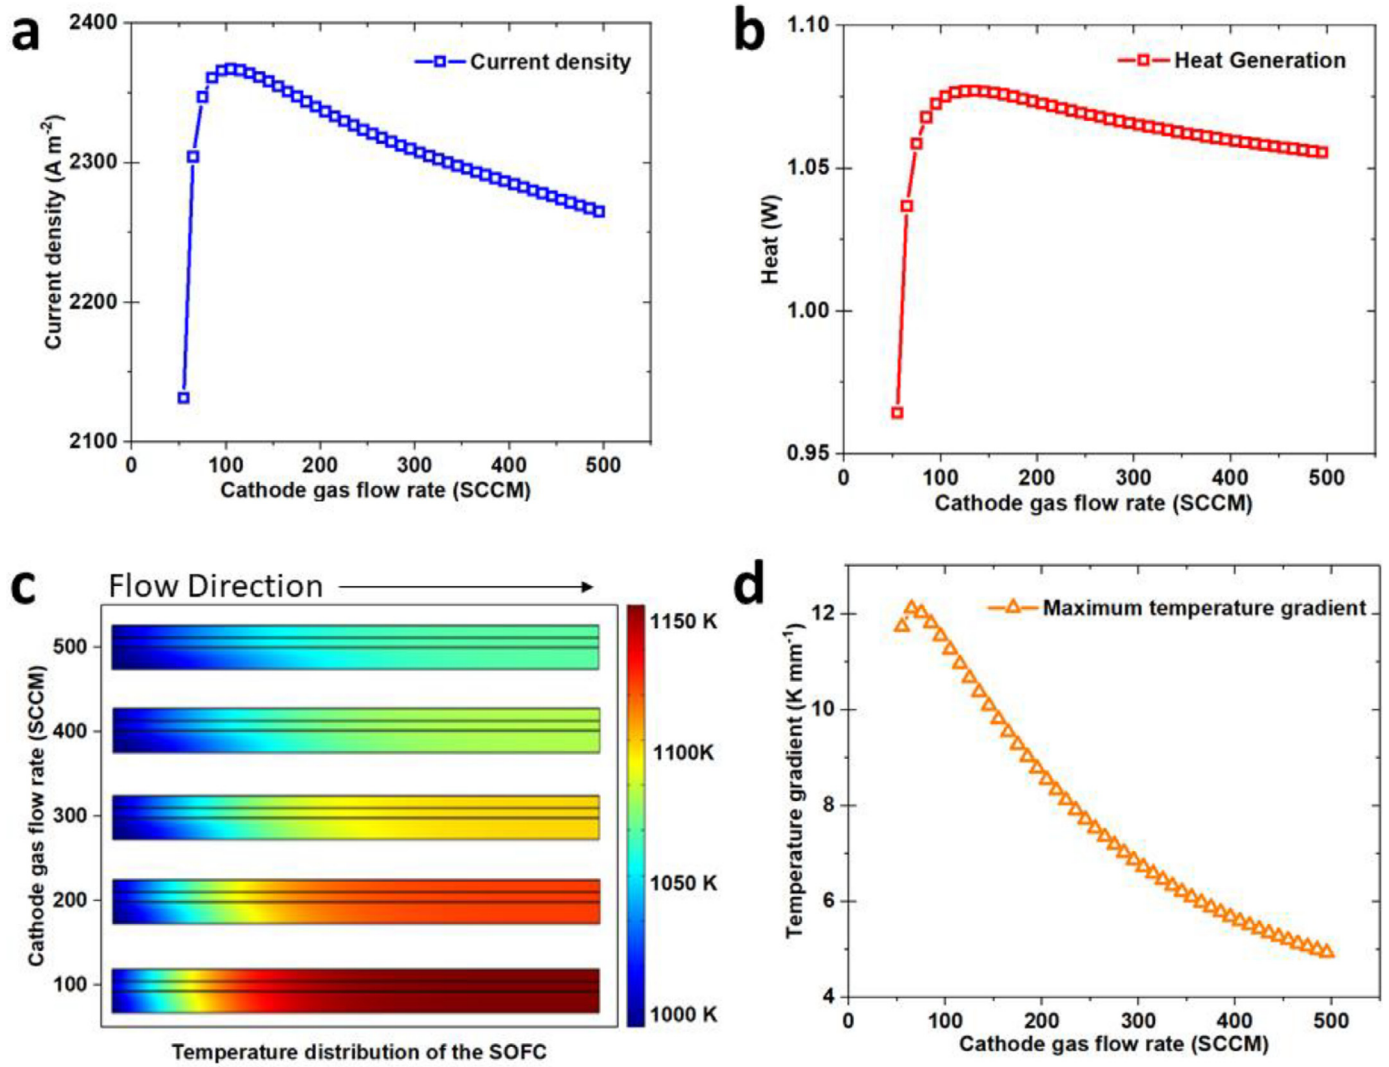 a
2400
2300
2200
2100
Current density (A m⁻²)
Current density
0 100 200 300 400 500
Cathode gas flow rate (SCCM)
b
1.10
1.05
1.00
0.95
Heat (W)
Heat Generation
0 100 200 300 400 500
Cathode gas flow rate (SCCM)
c
Flow Direction
500
400
300
200
100
Cathode gas flow rate (SCCM)
1150 K
1100K
1050 K
1000 K
Temperature distribution of the SOFC
d
12
10
8
6
4
Temperature gradient (K mm⁻¹)
Maximum temperature gradient
0 100 200 300 400 500
Cathode gas flow rate (SCCM)